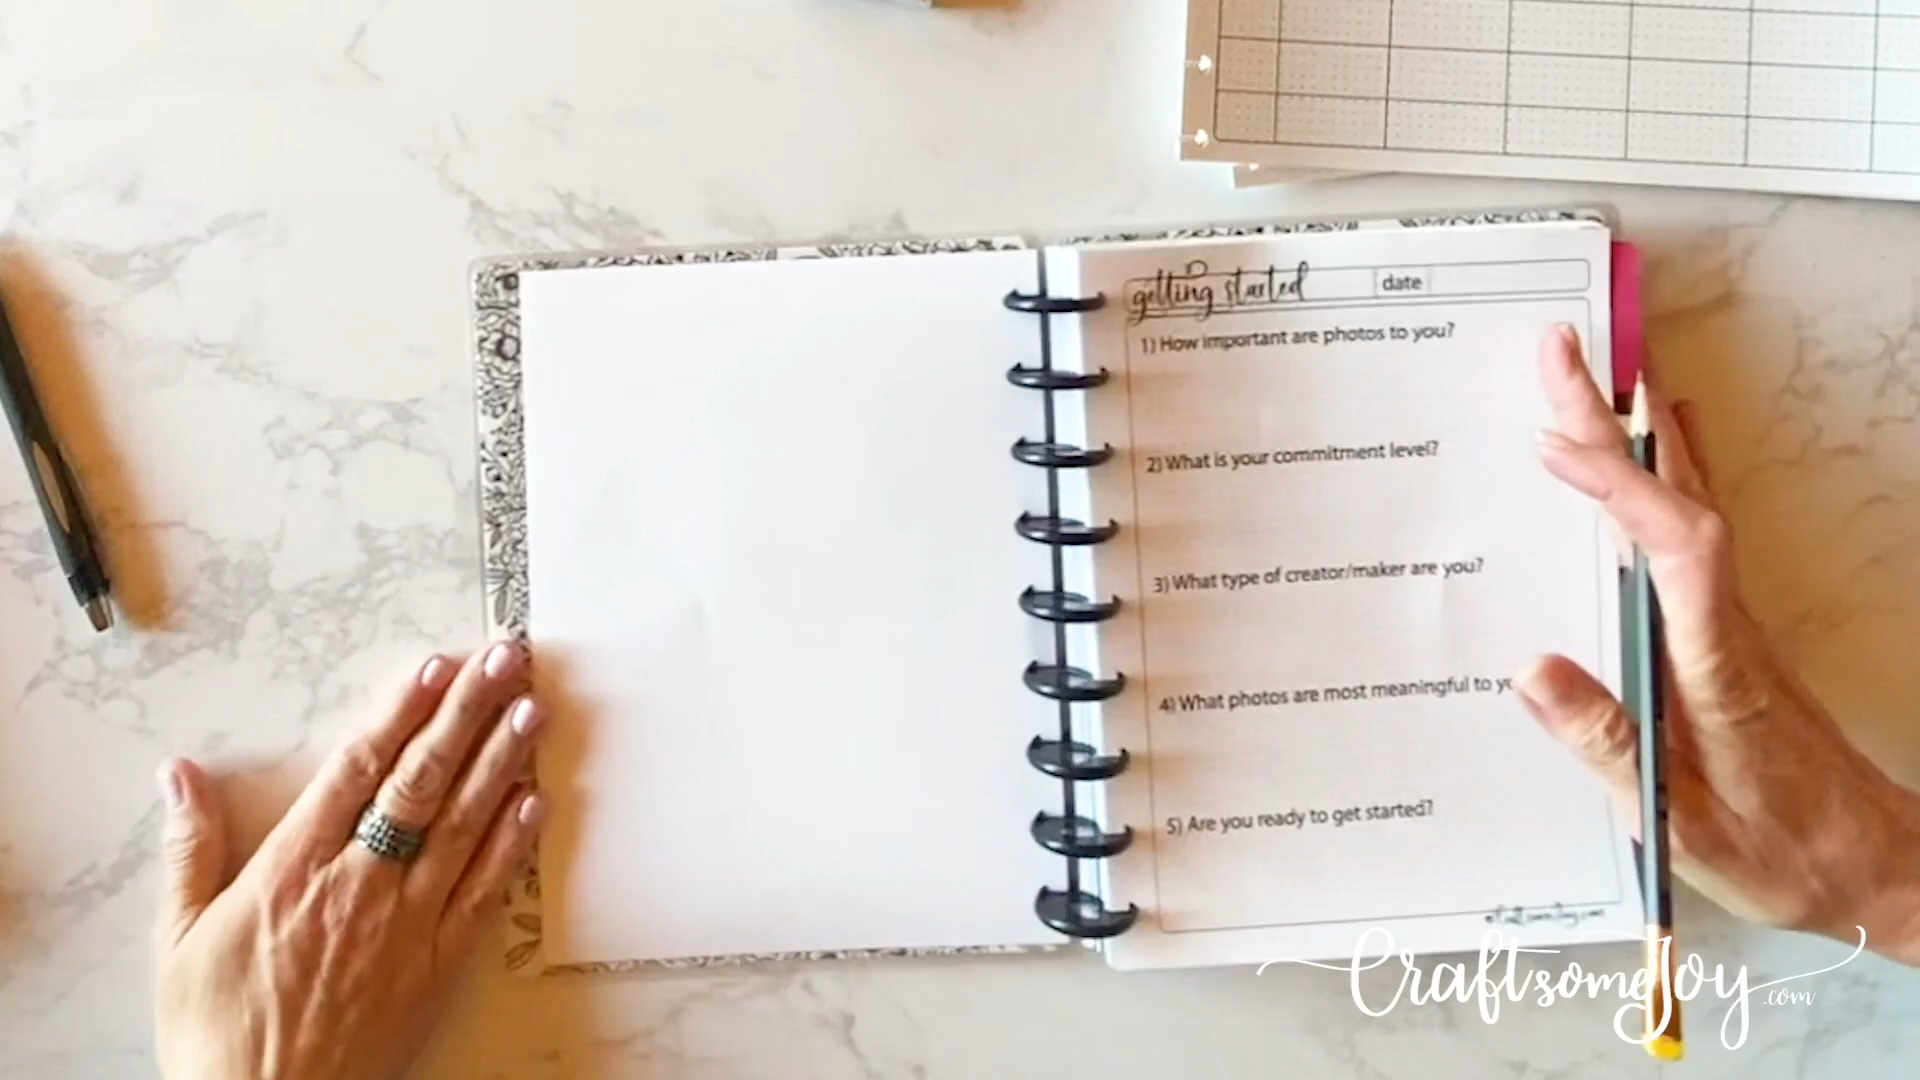 getting started date
1) How important are photos to you?
2) What is your commitment level?
3) What type of creator/maker are you?
4) What photos are most meaningful to
5) Are you ready to get started?
CraftsomeJoy.com